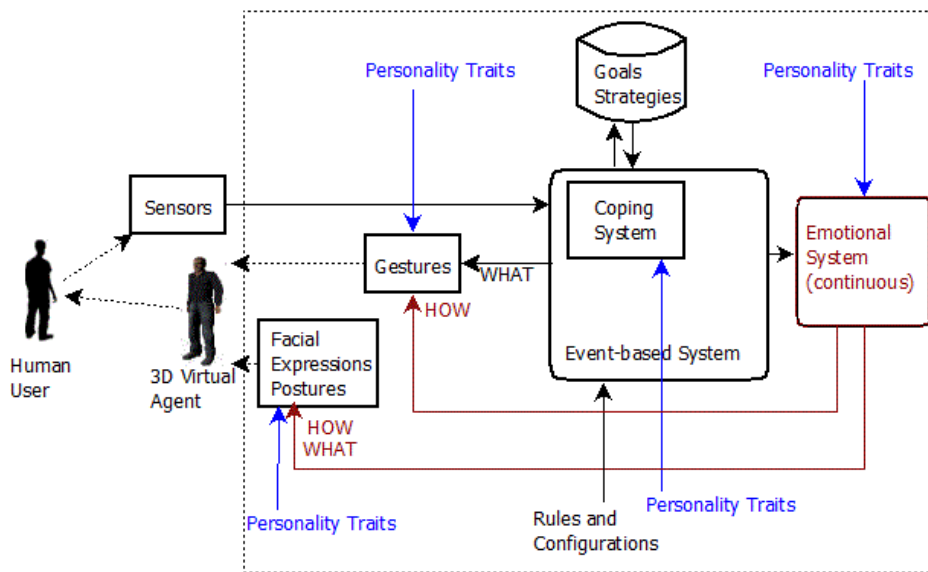 Personality Traits
Goals
Strategies
Personality Traits
Sensors
Coping
System
Emotional
System
(continuous)
Gestures
WHAT
HOW
Event-based System
Facial
Expressions
Postures
Human
User
3D Virtual
Agent
HOW
WHAT
Personality Traits
Personality Traits
Rules and
Configurations